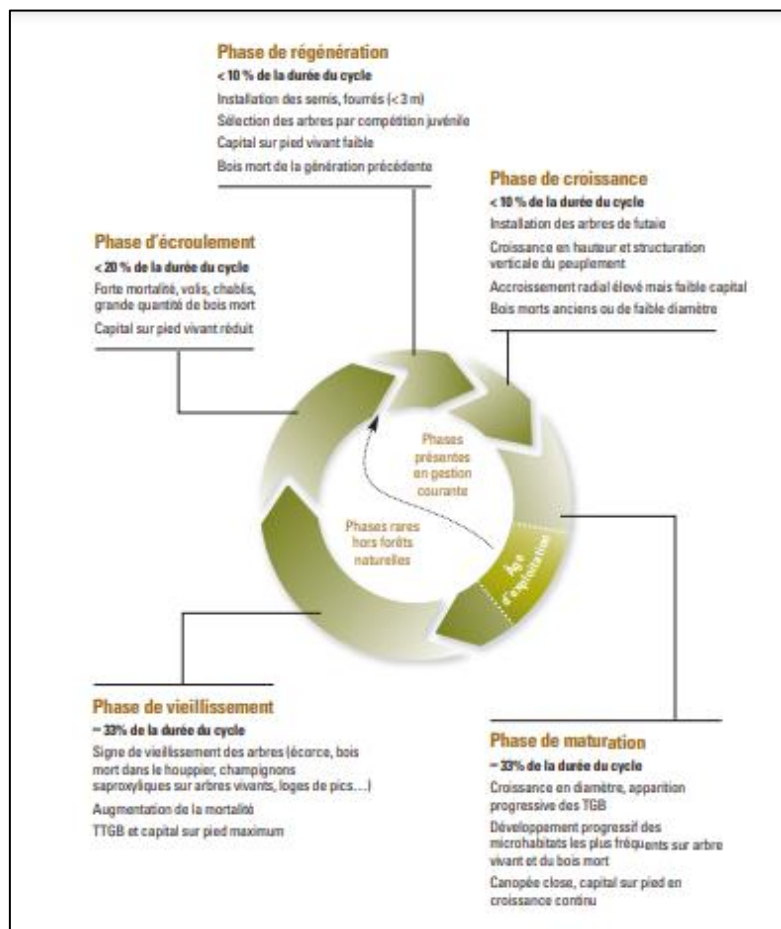 Phase de régénération
< 10 % de la durée du cycle
Installation des semis, fourrés (< 3 m)
Sélection des arbres par compétition juvénile
Capital sur pied vivant faible
Bois mort de la génération précédente
Phase de croissance
< 10 % de la durée du cycle
Installation des arbres de futaie
Croissance en hauteur et structuration
verticale du peuplement
Accroissement radial élevé mais faible capital
Bois morts anciens ou de faible diamètre
Phase d'écroulement
< 20 % de la durée du cycle
Forte mortalité, volis, chablis,
grande quantité de bois mort
Capital sur pied vivant réduit
Phases
présentes
en gestion
courante
Phases rares
hors forêts
naturelles
Âge
d'exploitation
Phase de vieillissement
~ 33% de la durée du cycle
Signe de vieillissement des arbres (écorce, bois
mort dans le houppier, champignons
saproxyliques sur arbres vivants, loges de pics…)
Augmentation de la mortalité
TTGB et capital sur pied maximum
Phase de maturation
~ 33% de la durée du cycle
Croissance en diamètre, apparition
progressive des TGB
Développement progressif des
microhabitats les plus fréquents sur arbre
vivant et du bois mort
Canopée close, capital sur pied en
croissance continu